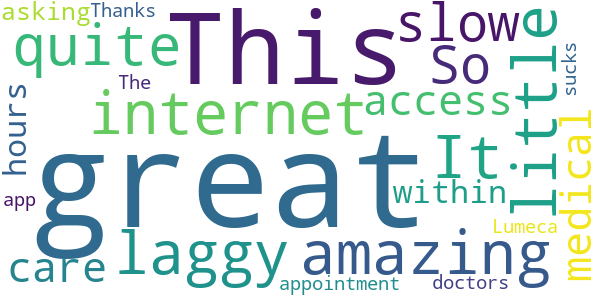 asking Thanks This slow little
quite So sucks
The
hours internet access medical
app great It
within
laggy amazing Lumeca
care appointment doctors